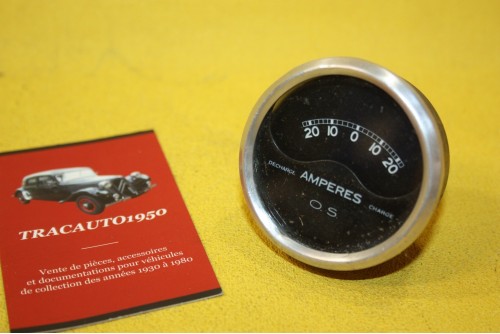 20 10 0 10 20
DECHARGE AMPERES CHARGE
O.S
TRACAUTO1950
Vente de pièces, accessoires
et documentations pour véhicules
de collection des années 1930 à 1980